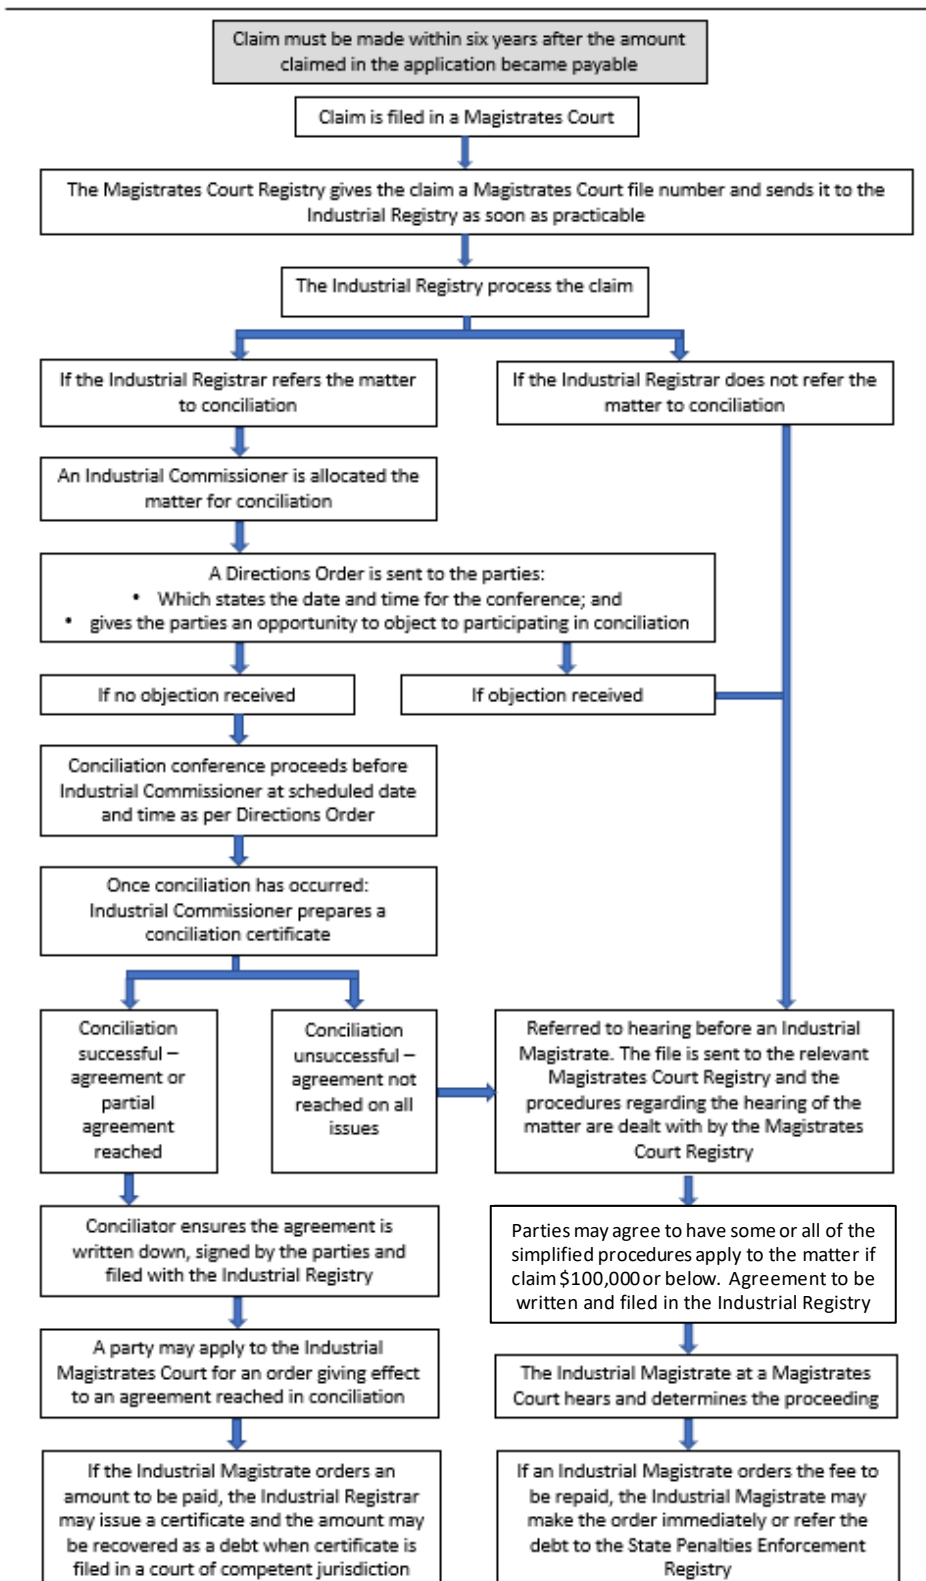 Claim must be made within six years after the amount
claimed in the application became payable
Claim is filed in a Magistrates Court
The Magistrates Court Registry gives the claim a Magistrates Court file number and sends it to the
Industrial Registry as soon as practicable
The Industrial Registry process the claim
If the Industrial Registrar refers the matter
to conciliation
If the Industrial Registrar does not refer the
matter to conciliation
An Industrial Commissioner is allocated the
matter for conciliation
A Directions Order is sent to the parties:
• Which states the date and time for the conference; and
• gives the parties an opportunity to object to participating in conciliation
If no objection received
If objection received
Conciliation conference proceeds before
Industrial Commissioner at scheduled date
and time as per Directions Order
Once conciliation has occurred:
Industrial Commissioner prepares a
conciliation certificate
Conciliation
successful –
agreement or
partial
agreement
reached
Conciliation
unsuccessful –
agreement not
reached on all
issues
Referred to hearing before an Industrial
Magistrate. The file is sent to the relevant
Magistrates Court Registry and the
procedures regarding the hearing of the
matter are dealt with by the Magistrates
Court Registry
Conciliator ensures the agreement is
written down, signed by the parties and
filed with the Industrial Registry
Parties may agree to have some or all of the
simplified procedures apply to the matter if
claim $100,000 or below. Agreement to be
written and filed in the Industrial Registry
A party may apply to the Industrial
Magistrates Court for an order giving effect
to an agreement reached in conciliation
The Industrial Magistrate at a Magistrates
Court hears and determines the proceeding
If the Industrial Magistrate orders an
amount to be paid, the Industrial Registrar
may issue a certificate and the amount may
be recovered as a debt when certificate is
filed in a court of competent jurisdiction
If an Industrial Magistrate orders the fee to
be repaid, the Industrial Magistrate may
make the order immediately or refer the
debt to the State Penalties Enforcement
Registry